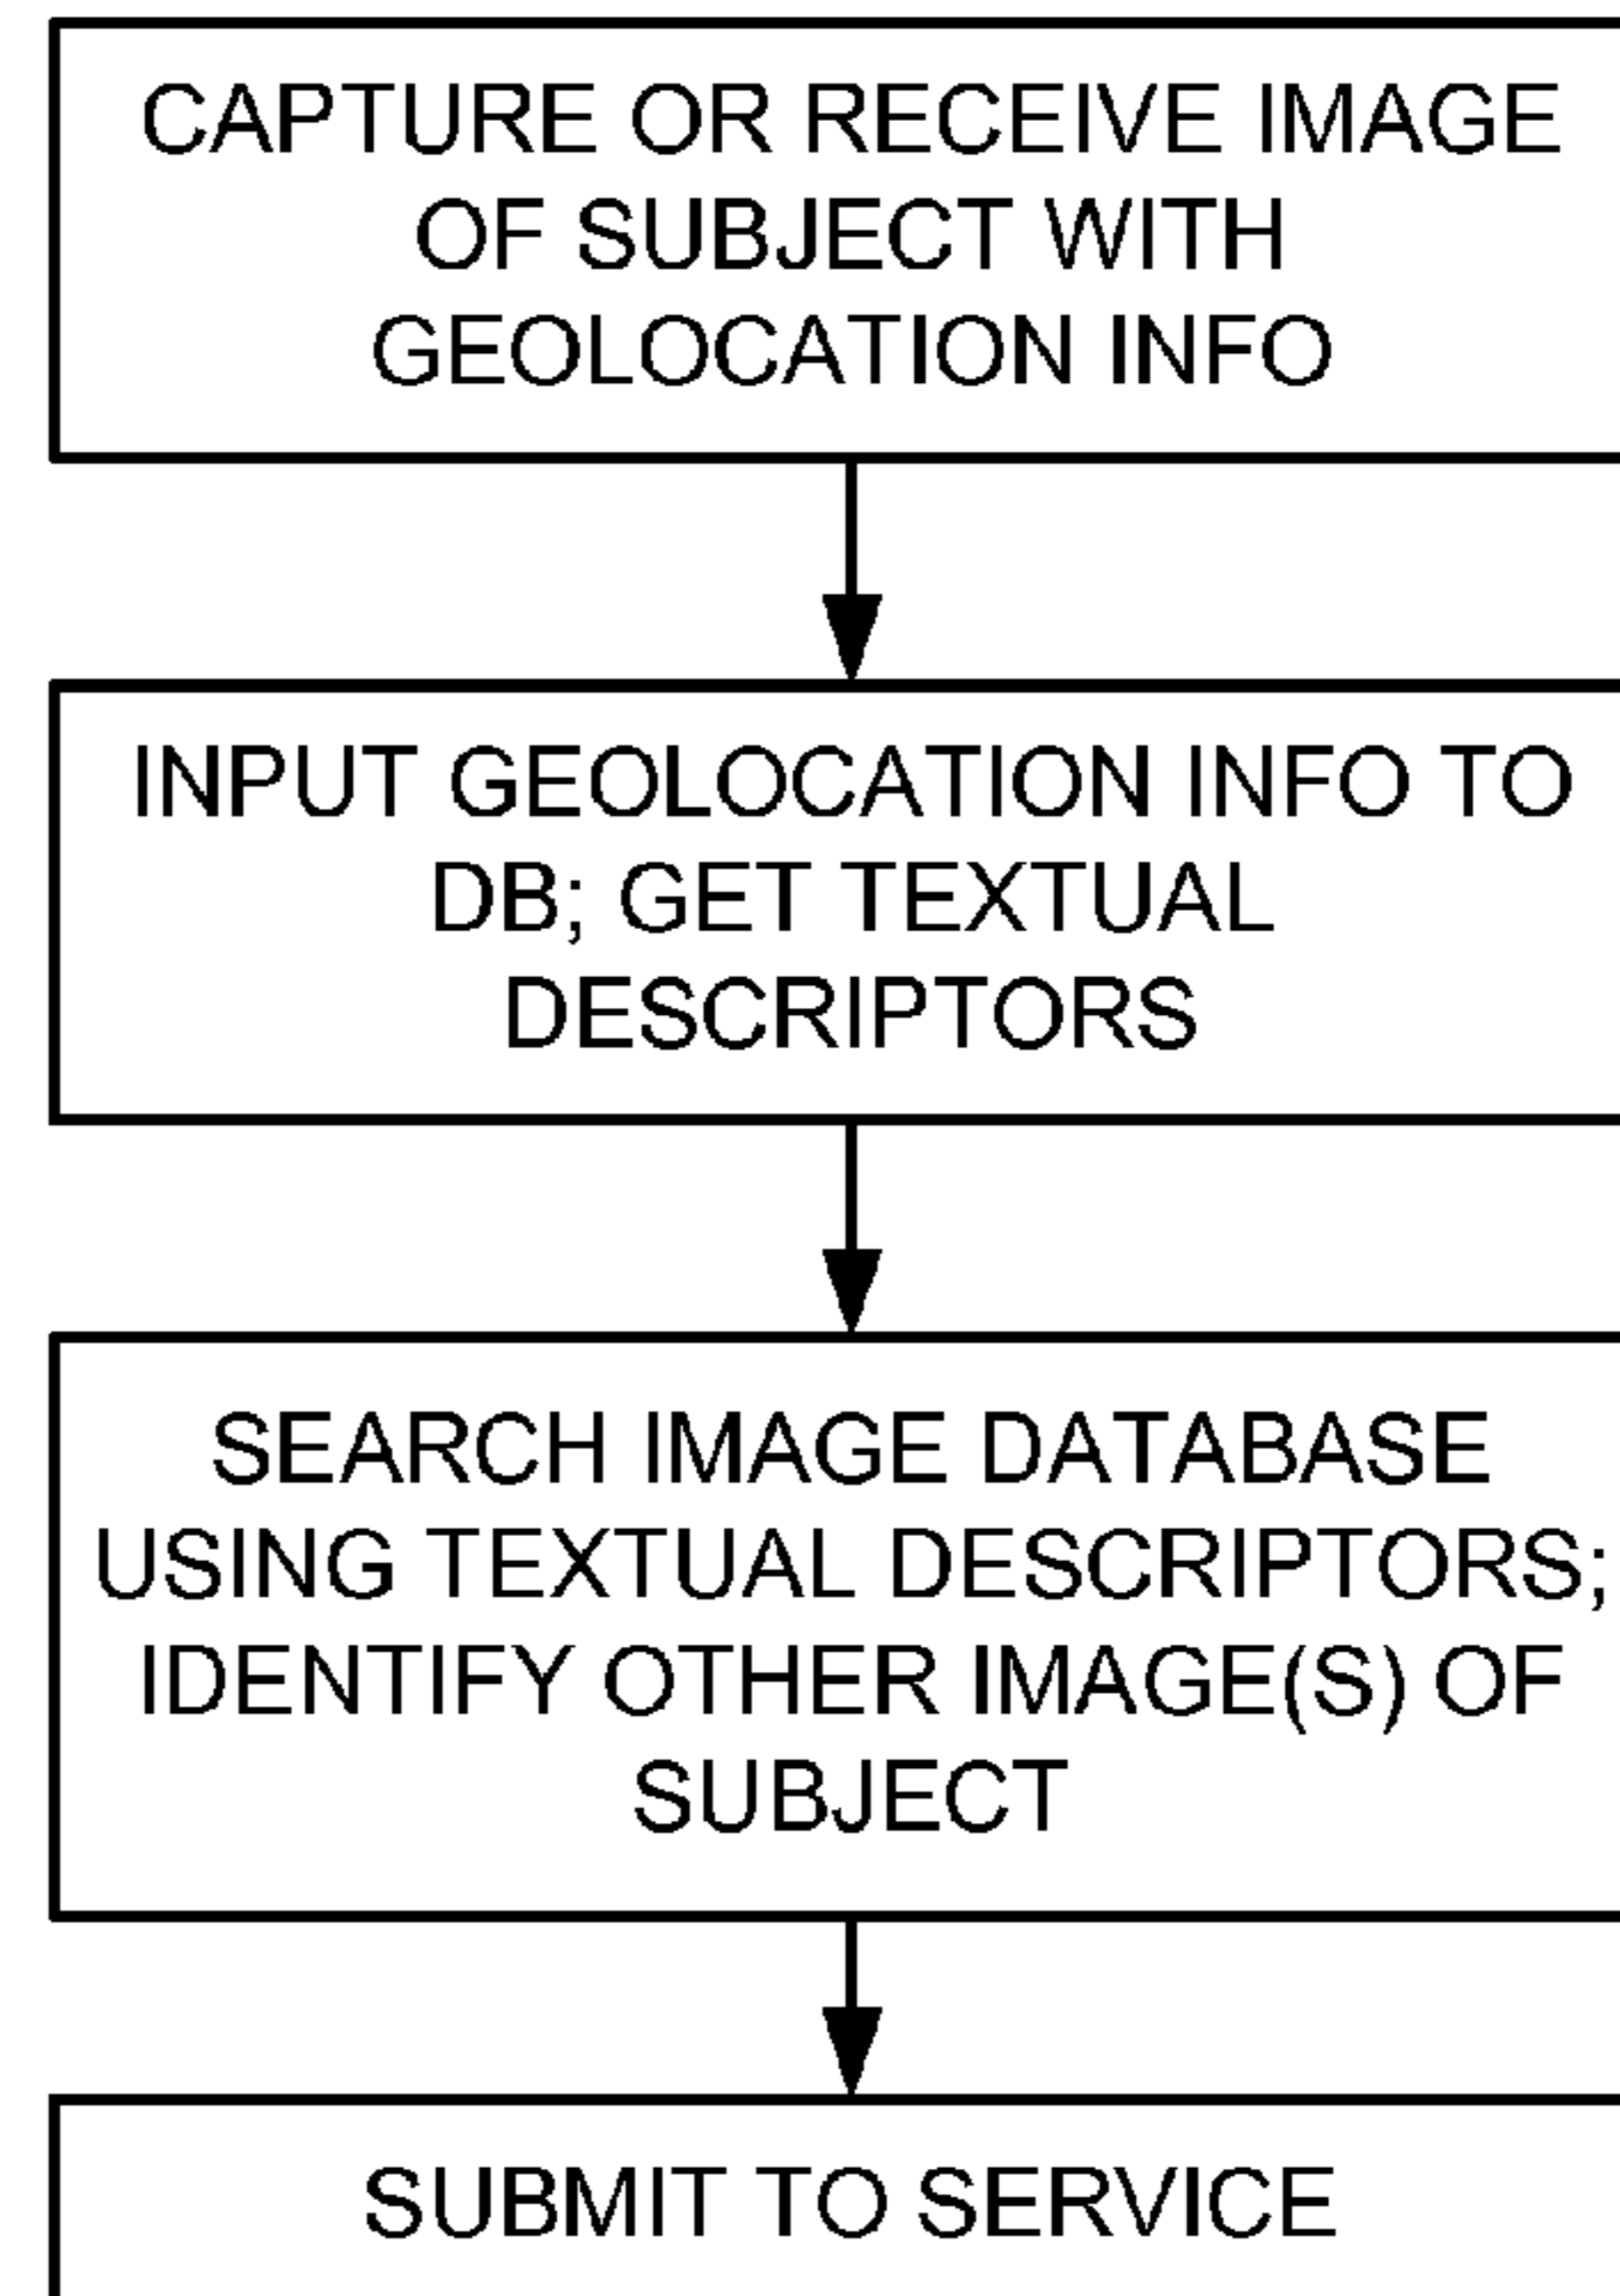 CAPTURE OR RECEIVE IMAGE
OF SUBJECT WITH
GEOLOCATION INFO
INPUT GEOLOCATION INFO TO
DB; GET TEXTUAL
DESCRIPTORS
SEARCH IMAGE DATABASE
USING TEXTUAL DESCRIPTORS;
IDENTIFY OTHER IMAGE(S) OF
SUBJECT
SUBMIT TO SERVICE